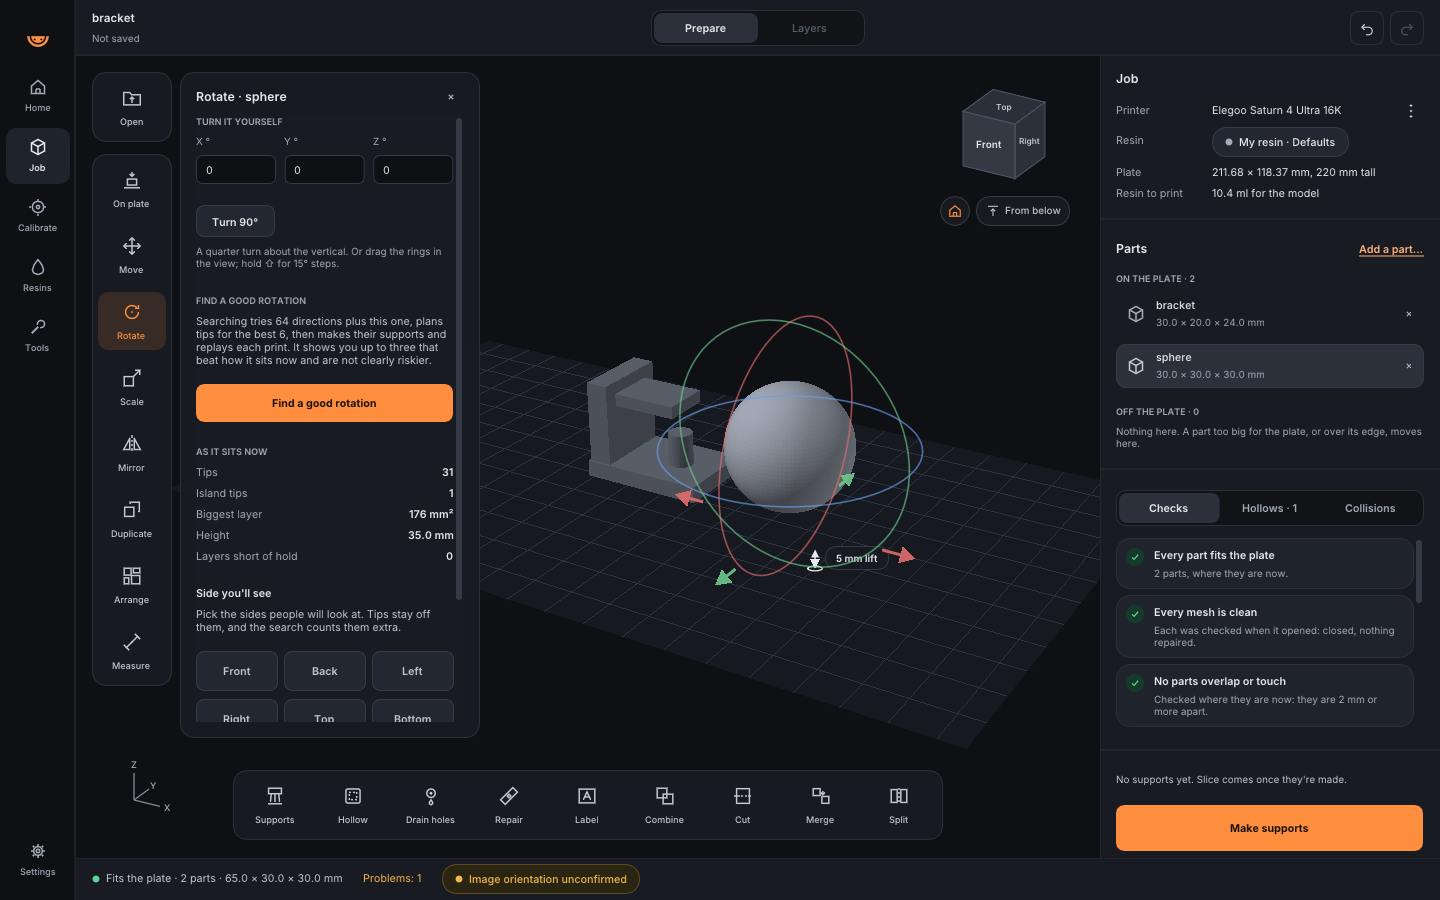 bracket
Not saved
Prepare
Layers
Home
Job
Calibrate
Resins
Tools
Settings
Open
On plate
Move
Rotate
Scale
Mirror
Duplicate
Arrange
Measure
Rotate · sphere
×
TURN IT YOURSELF
X °
Y °
Z °
0
0
0
Turn 90°
A quarter turn about the vertical. Or drag the rings in
the view; hold ⇧ for 15° steps.
FIND A GOOD ROTATION
Searching tries 64 directions plus this one, plans
tips for the best 6, then makes their supports and
replays each print. It shows you up to three that
beat how it sits now and are not clearly riskier.
Find a good rotation
AS IT SITS NOW
Tips 31
Island tips 1
Biggest layer 176 mm²
Height 35.0 mm
Layers short of hold 0
Side you'll see
Pick the sides people will look at. Tips stay off
them, and the search counts them extra.
Front
Back
Left
Right
Top
Bottom
Top
Front
Right
From below
5 mm lift
Z
Y
X
Supports
Hollow
Drain holes
Repair
Label
Combine
Cut
Merge
Split
Job
Printer Elegoo Saturn 4 Ultra 16K
Resin My resin · Defaults
Plate 211.68 × 118.37 mm, 220 mm tall
Resin to print 10.4 ml for the model
Parts
Add a part...
ON THE PLATE · 2
bracket
30.0 × 20.0 × 24.0 mm
×
sphere
30.0 × 30.0 × 30.0 mm
×
OFF THE PLATE · 0
Nothing here. A part too big for the plate, or over its edge, moves
here.
Checks
Hollows · 1
Collisions
Every part fits the plate
2 parts, where they are now.
Every mesh is clean
Each was checked when it opened: closed, nothing
repaired.
No parts overlap or touch
Checked where they are now: they are 2 mm or
more apart.
No supports yet. Slice comes once they're made.
Make supports
Fits the plate · 2 parts · 65.0 × 30.0 × 30.0 mm
Problems: 1
Image orientation unconfirmed